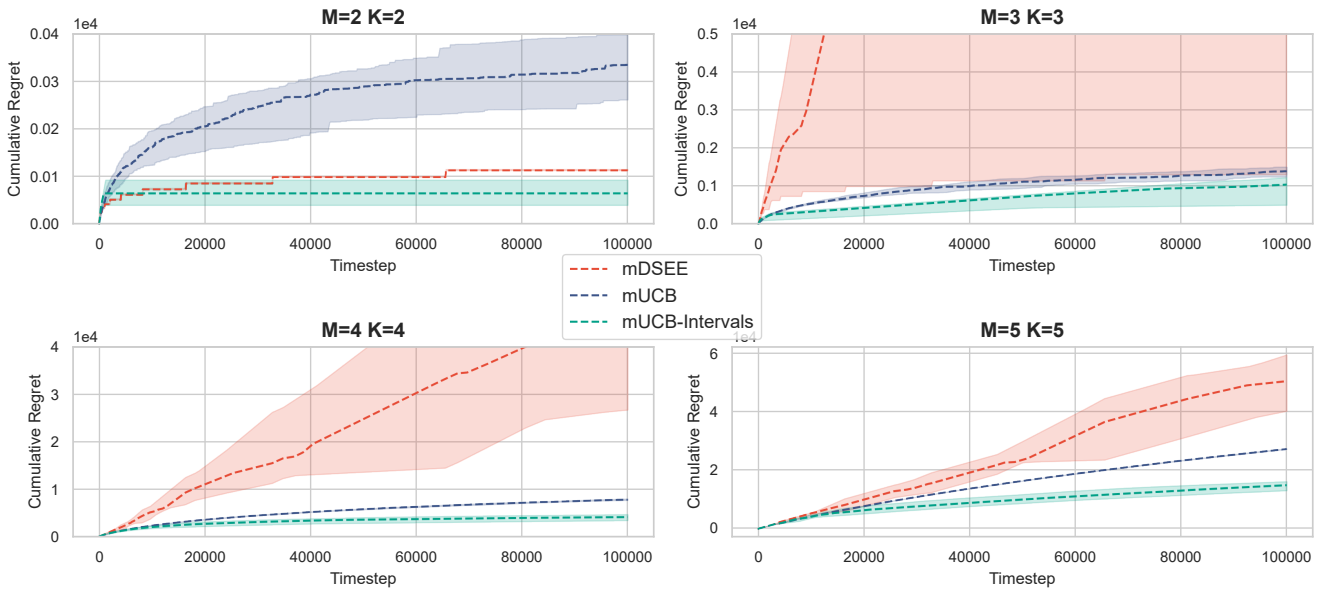 M=2 K=2
1e4
0.04
0.03
0.02
0.01
0.00
Cumulative Regret
0 20000 40000 60000 80000 100000
Timestep
M=3 K=3
1e4
0.5
0.4
0.3
0.2
0.1
0.0
Cumulative Regret
0 20000 40000 60000 80000 100000
Timestep
mDSEE
mUCB
mUCB-Intervals
M=4 K=4
1e4
4
3
2
1
0
Cumulative Regret
0 20000 40000 60000 80000 100000
Timestep
M=5 K=5
1e4
6
4
2
0
Cumulative Regret
0 20000 40000 60000 80000 100000
Timestep